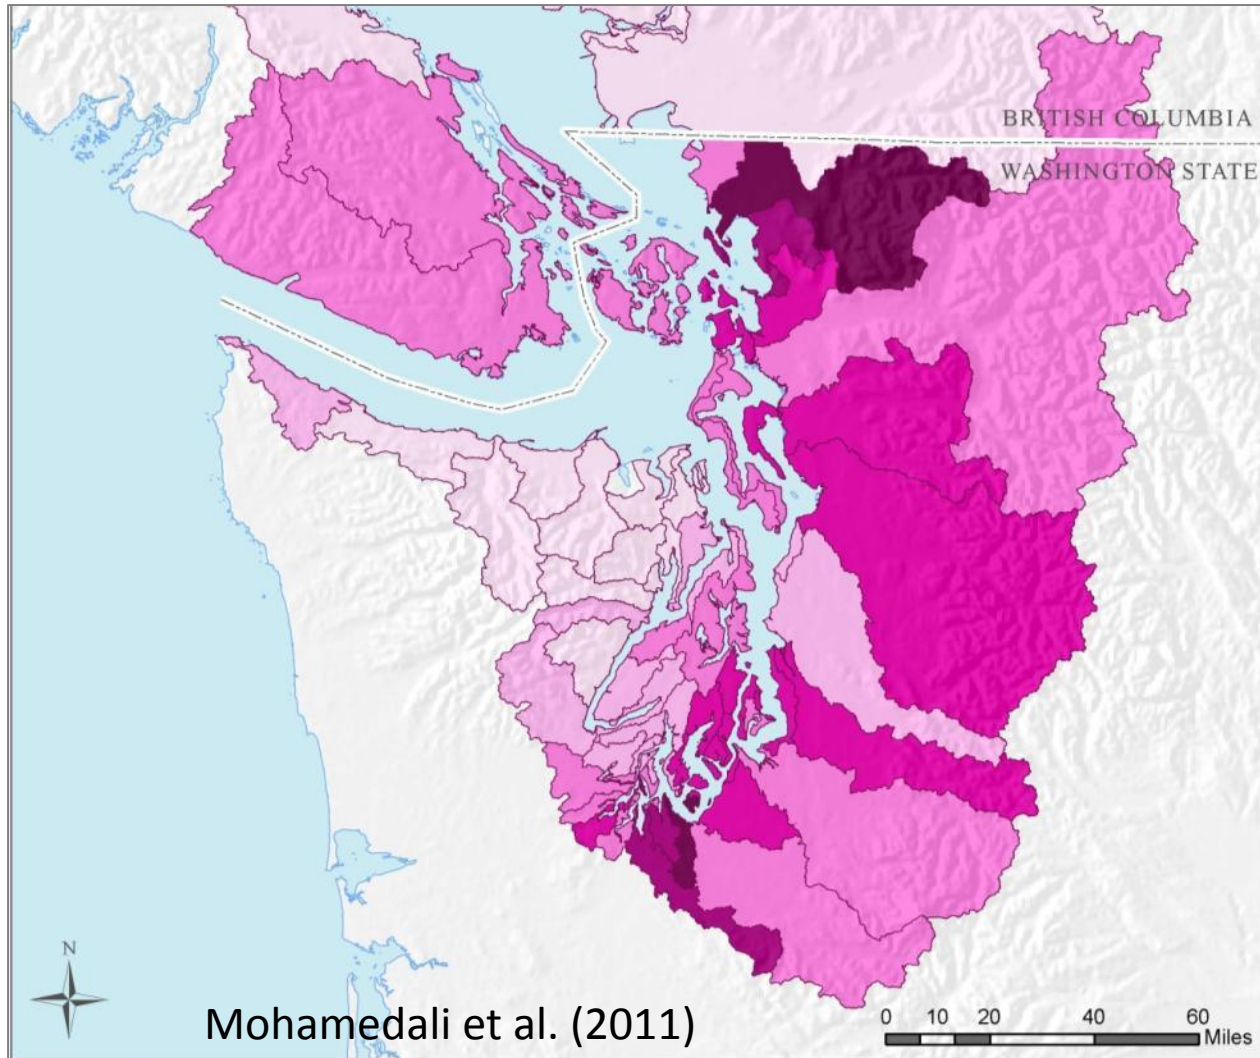 BRITISH COLUMBIA
WASHINGTON STATE
N
Mohamedali et al. (2011)
0 10 20 40 60
Miles